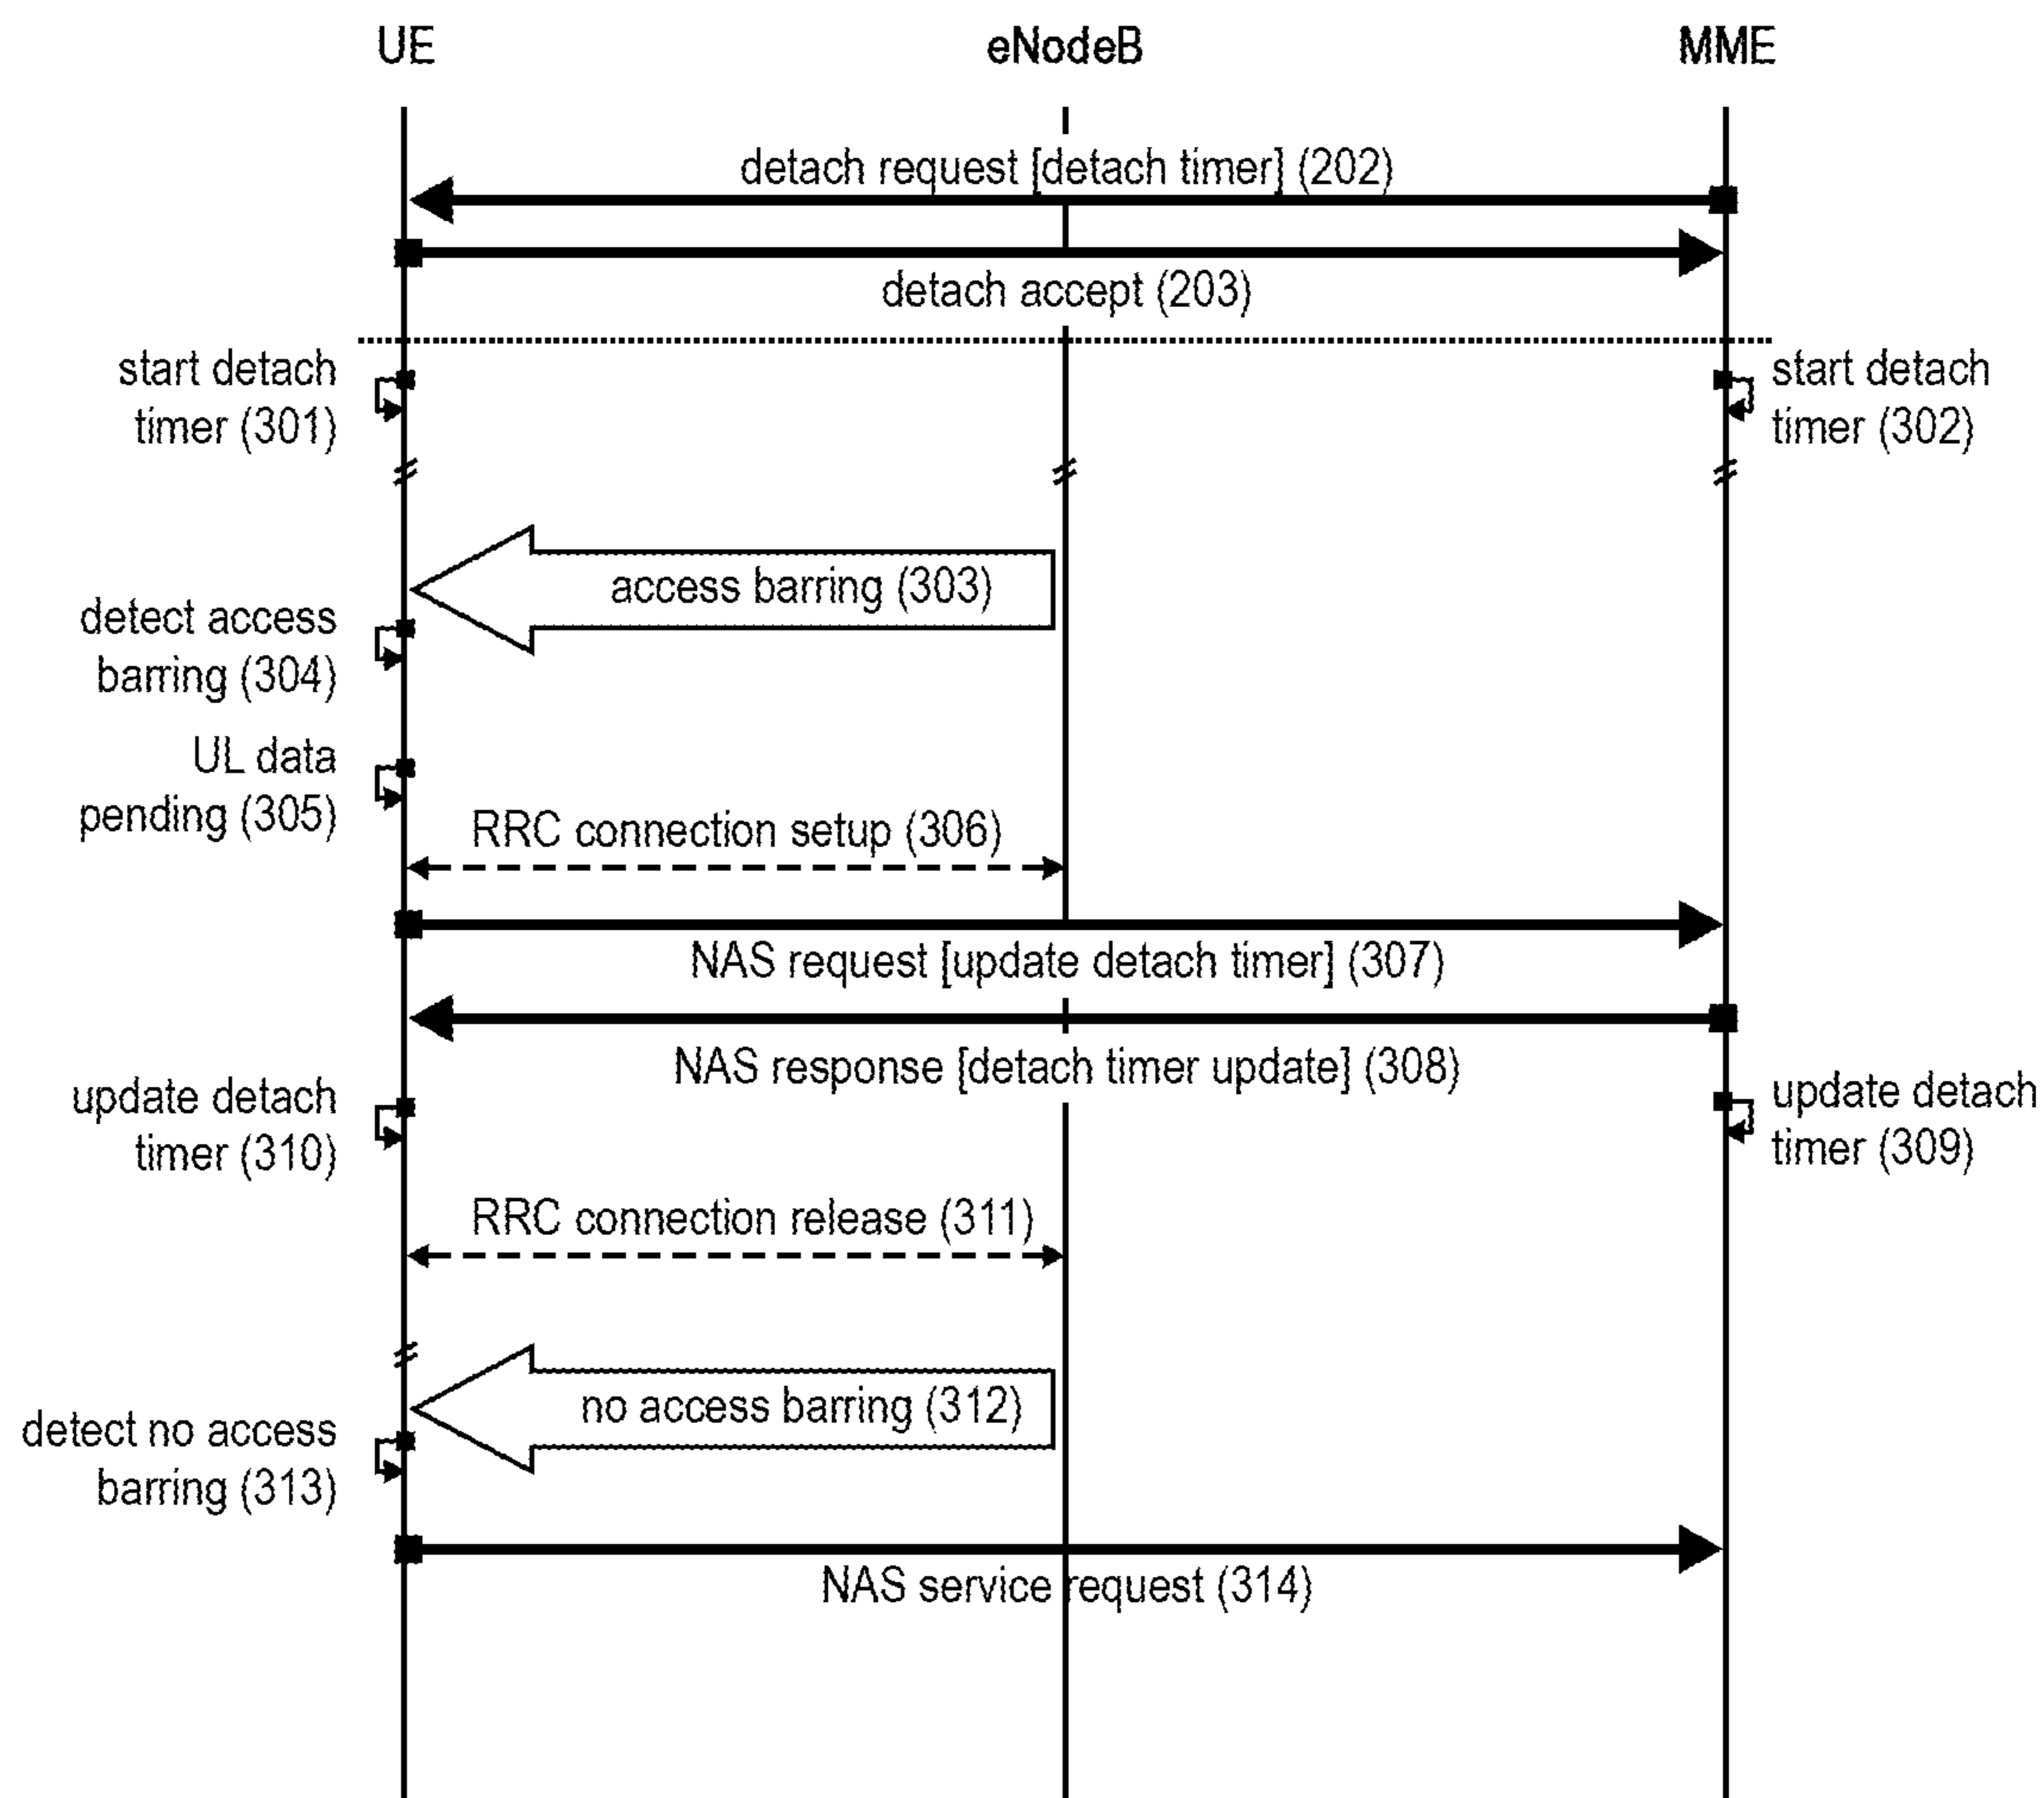 UE
eNodeB
MME
detach request [detach timer] (202)
detach accept (203)
start detach
timer (301)
start detach
timer (302)
access barring (303)
detect access
barring (304)
UL data
pending (305)
RRC connection setup (306)
NAS request [update detach timer] (307)
NAS response [detach timer update] (308)
update detach
timer (310)
update detach
timer (309)
RRC connection release (311)
no access barring (312)
detect no access
barring (313)
NAS service request (314)